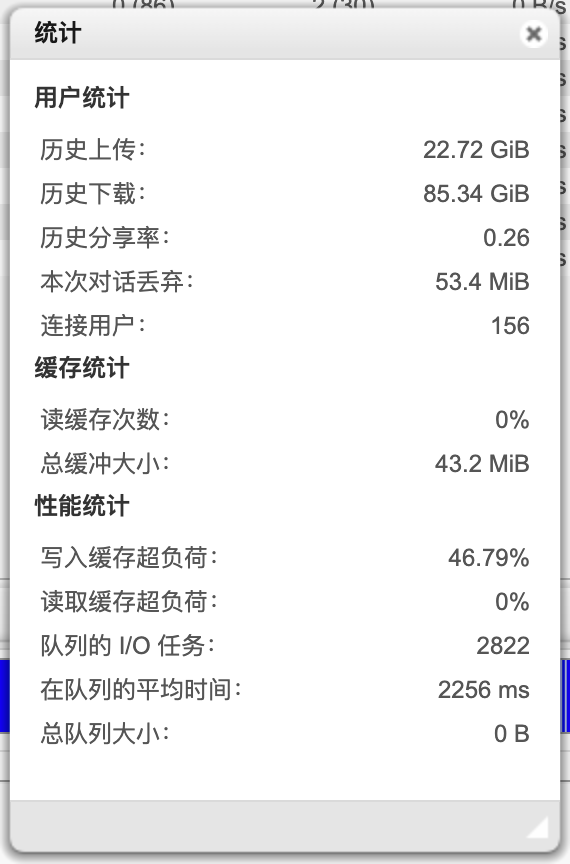 统计
用户统计
历史上传: 22.72 GiB
历史下载: 85.34 GiB
历史分享率: 0.26
本次对话丢弃: 53.4 MiB
连接用户: 156
缓存统计
读缓存次数: 0%
总缓冲大小: 43.2 MiB
性能统计
写入缓存超负荷: 46.79%
读取缓存超负荷: 0%
队列的 I/O 任务: 2822
在队列的平均时间: 2256 ms
总队列大小: 0 B